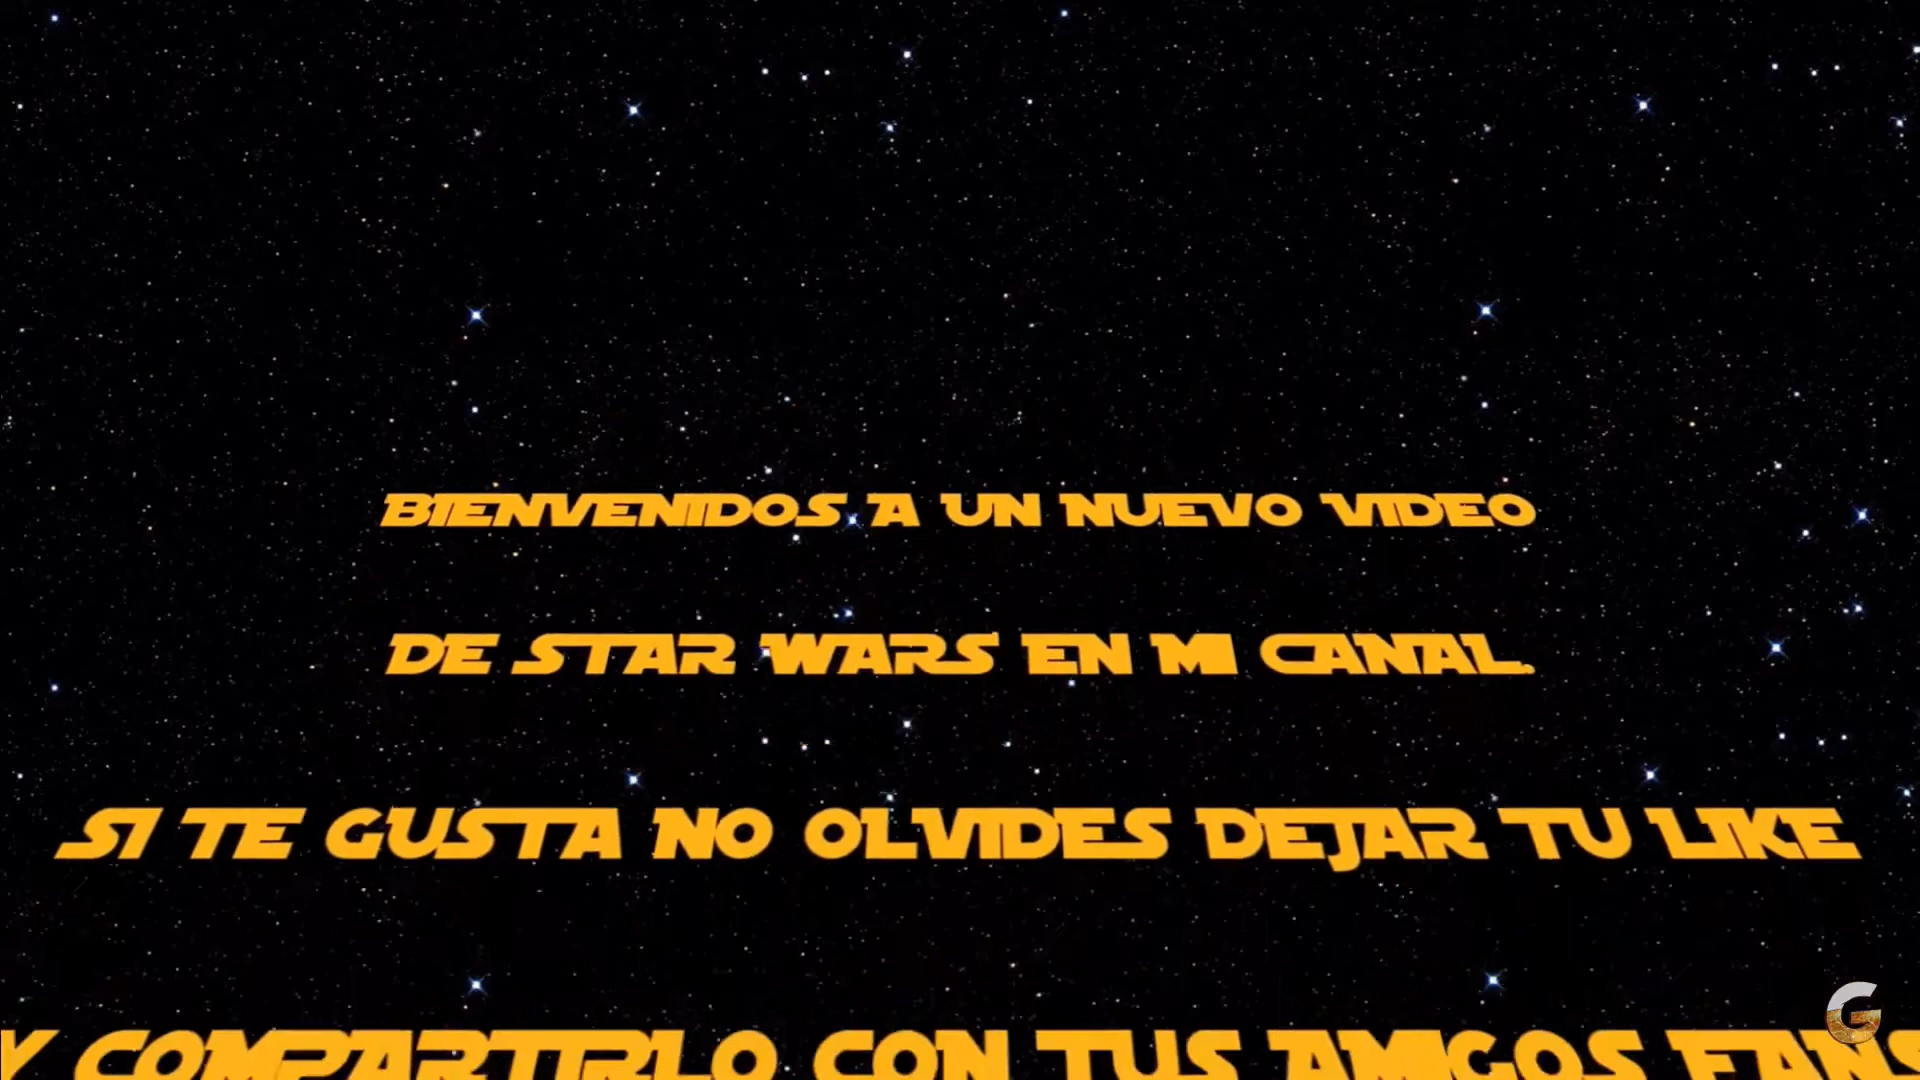 BIENVENIDOS A UN NUEVO VIDEO
DE STAR WARS EN MI CANAL.
SI TE GUSTA NO OLVIDES DEJAR TU LIKE
Y COMPARTIRLO CON TUS AMIGOS FANS
G